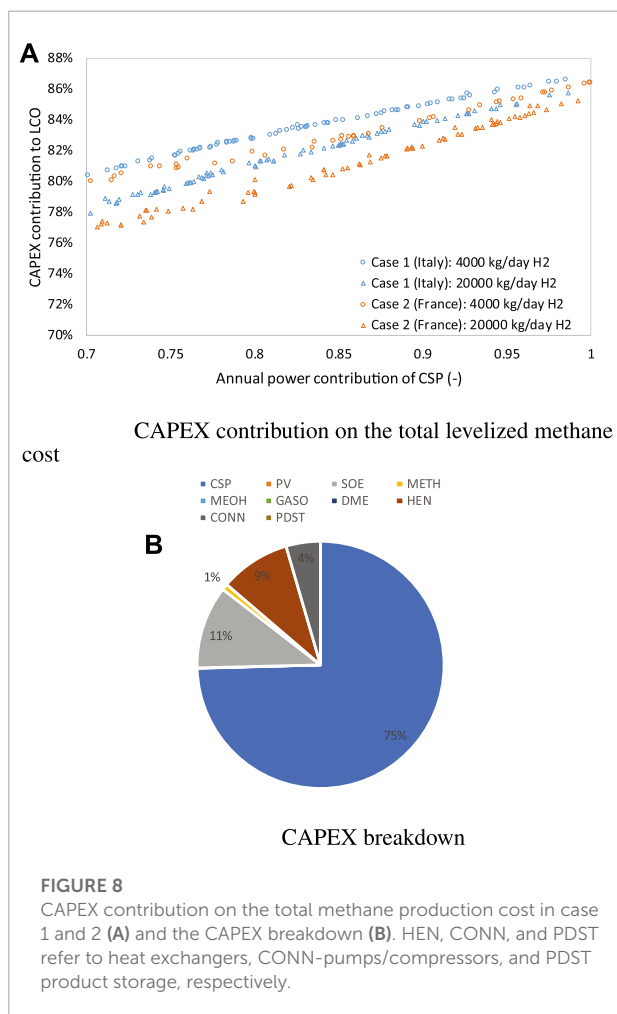 A
88%
86%
84%
82%
80%
78%
76%
74%
72%
70%
CAPEX contribution to LCO
Case 1 (Italy): 4000 kg/day H2
Case 1 (Italy): 20000 kg/day H2
Case 2 (France): 4000 kg/day H2
Case 2 (France): 20000 kg/day H2
0.7 0.75 0.8 0.85 0.9 0.95 1
Annual power contribution of CSP (-)
CAPEX contribution on the total levelized methane
cost
CSP PV SOE METH
MEOH GASO DME HEN
CONN PDST
B
4%
9%
1%
11%
75%
CAPEX breakdown
FIGURE 8
CAPEX contribution on the total methane production cost in case
1 and 2 (A) and the CAPEX breakdown (B). HEN, CONN, and PDST
refer to heat exchangers, CONN-pumps/compressors, and PDST
product storage, respectively.